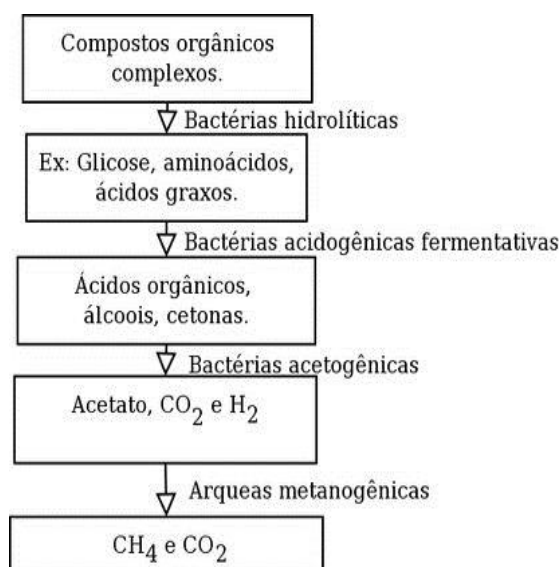 Compostos orgânicos
complexos.
Bactérias hidrolíticas
Ex: Glicose, aminoácidos,
ácidos graxos.
Bactérias acidogênicas fermentativas
Ácidos orgânicos,
álcoois, cetonas.
Bactérias acetogênicas
Acetato, CO2 e H2
Arqueas metanogênicas
CH4 e CO2